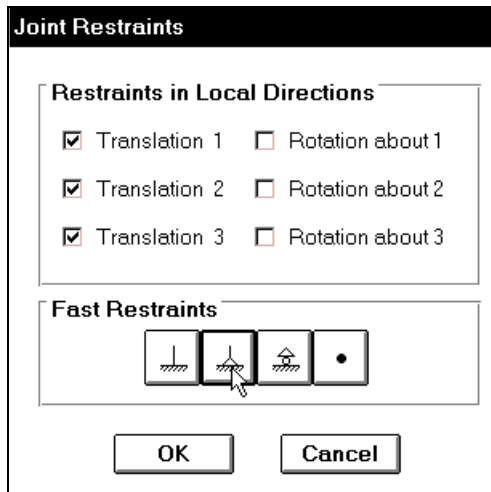 Joint Restraints
Restraints in Local Directions
Translation 1 Rotation about 1
Translation 2 Rotation about 2
Translation 3 Rotation about 3
Fast Restraints
OK Cancel